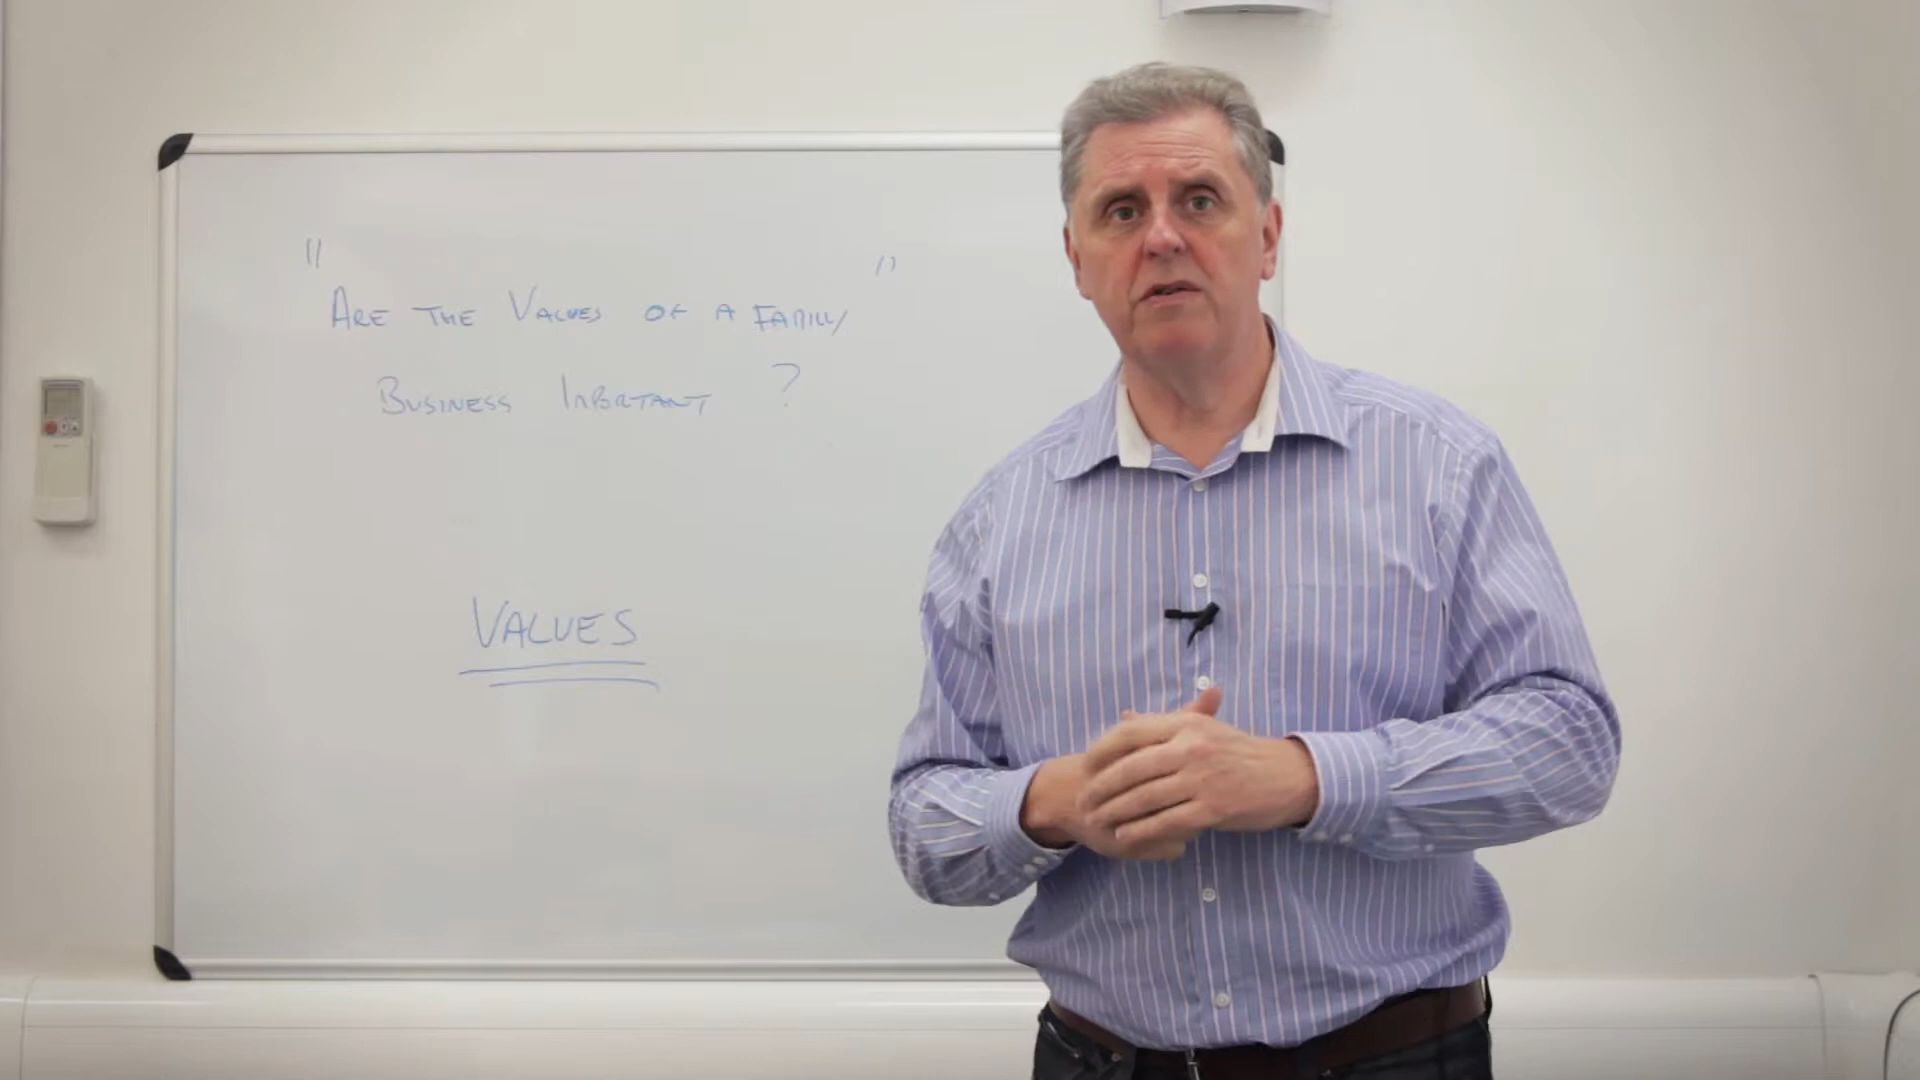 "Are the Values of a Family"
Business Important ?
Values